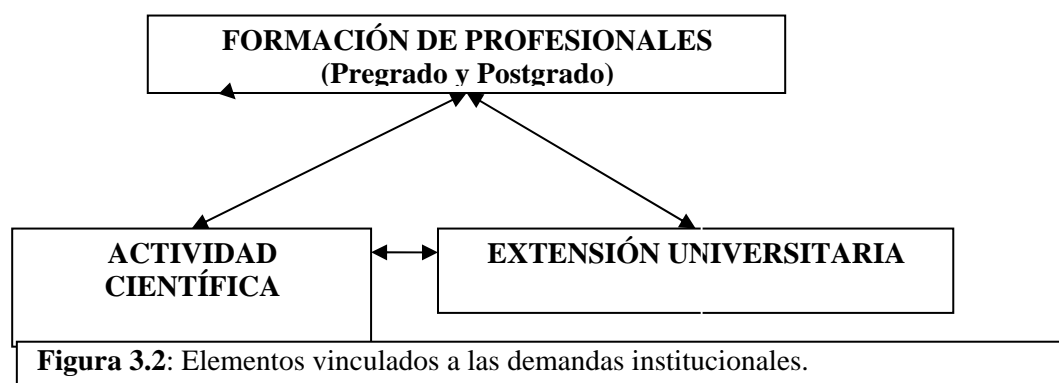 FORMACIÓN DE PROFESIONALES
(Pregrado y Postgrado)
ACTIVIDAD
CIENTÍFICA
EXTENSIÓN UNIVERSITARIA
Figura 3.2: Elementos vinculados a las demandas institucionales.